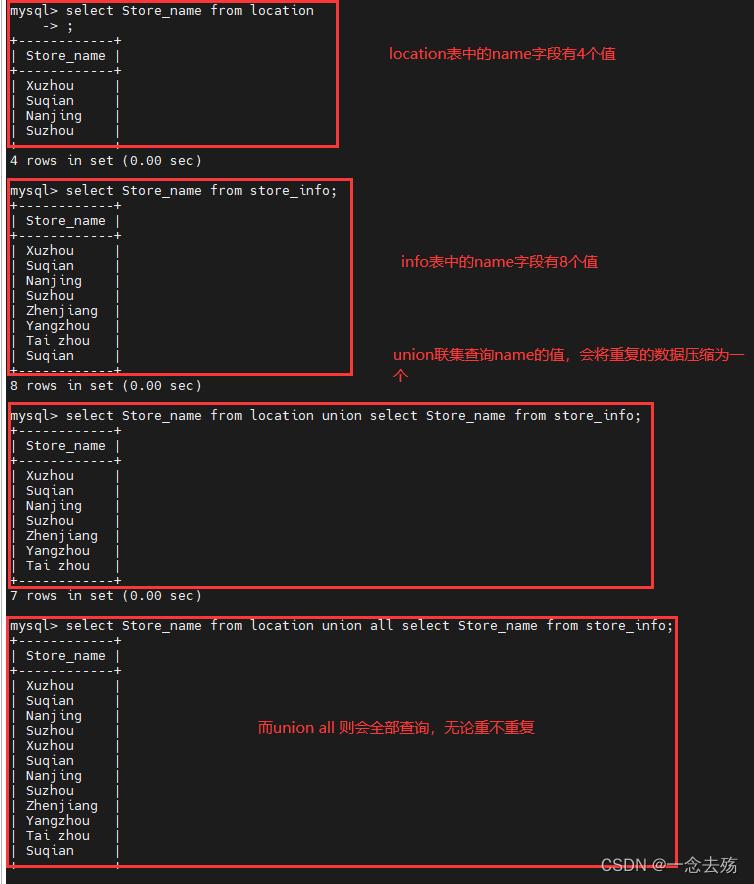 mysql> select Store_name from location
    -> ;
+------------+
| Store_name |
+------------+
| Xuzhou     |
| Suqian     |
| Nanjing    |
| Suzhou     |
location表中的name字段有4个值
4 rows in set (0.00 sec)
mysql> select Store_name from store_info;
+------------+
| Store_name |
+------------+
| Xuzhou     |
| Suqian     |
| Nanjing    |
| Suzhou     |
| Zhenjiang  |
| Yangzhou   |
| Tai zhou   |
| Suqian     |
+------------+
info表中的name字段有8个值
8 rows in set (0.00 sec)
union联集查询name的值，会将重复的数据压缩为一
个
mysql> select Store_name from location union select Store_name from store_info;
+------------+
| Store_name |
+------------+
| Xuzhou     |
| Suqian     |
| Nanjing    |
| Suzhou     |
| Zhenjiang  |
| Yangzhou   |
| Tai zhou   |
+------------+
7 rows in set (0.00 sec)
mysql> select Store_name from location union all select Store_name from store_info;
+------------+
| Store_name |
+------------+
| Xuzhou     |
| Suqian     |
| Nanjing    |
| Suzhou     |
| Xuzhou     |
| Suqian     |
| Nanjing    |
| Suzhou     |
| Zhenjiang  |
| Yangzhou   |
| Tai zhou   |
| Suqian     |
而union all 则会全部查询，无论重不重复
CSDN @一念去殇